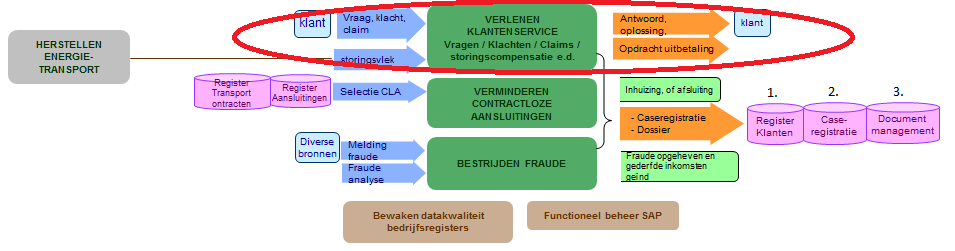 klant
Vraag, klacht,
claim
VERLENEN
KLANTENSERVICE
Vragen / Klachten / Claims /
storingscompensatie e.d.
Antwoord,
oplossing,
klant
Opdracht uitbetaling
HERSTELLEN
ENERGIE-
TRANSPORT
storingsvlek
Register
Transport
ontracten
Register
Aansluitingen
Selectie CLA
VERMINDEREN
CONTRACTLOZE
AANSLUITINGEN
Inhuizing, of afsluiting
- Caseregistratie
- Dossier
1.
2.
3.
Register
Klanten
Case-
registratie
Document
management
Diverse
bronnen
Melding
fraude
Fraude
analyse
BESTRIJDEN FRAUDE
Fraude opgeheven en
gederfde inkomsten
geïnd
Bewaken datakwaliteit
bedrijfsregisters
Functioneel beheer SAP